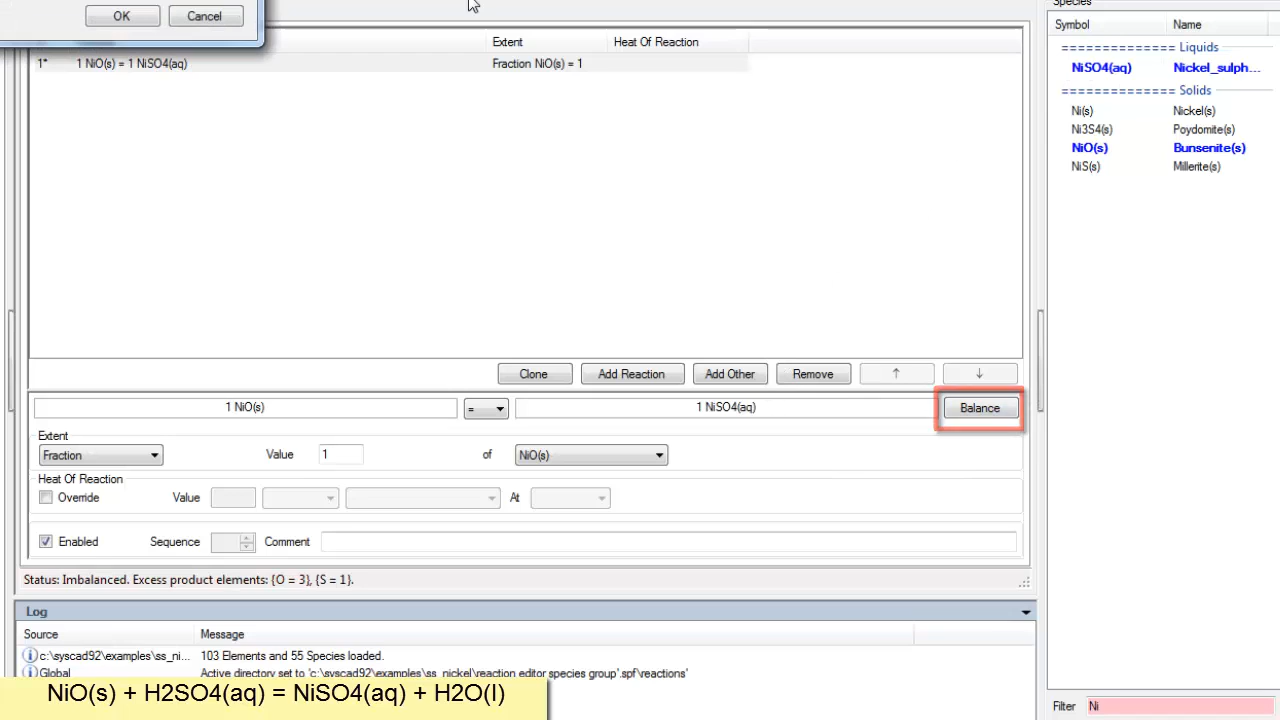 OK Cancel
Extent Heat Of Reaction
1* 1 NiO(s) = 1 NiSO4(aq) Fraction NiO(s) = 1
Clone Add Reaction Add Other Remove ↑ ↓
1 NiO(s) = 1 NiSO4(aq) Balance
Extent
Fraction Value 1 of NiO(s)
Heat Of Reaction
Override Value At
Enabled Sequence Comment
Status: Imbalanced. Excess product elements: {O = 3}, {S = 1}.
Log
Source Message
c:\syscad92\examples\ss_ni... 103 Elements and 55 Species loaded.
Global Active directory set to 'c:\syscad92\examples\ss_nickel\reaction editor species group'.spf\reactions'
NiO(s) + H2SO4(aq) = NiSO4(aq) + H2O(l)
Species
Symbol Name
============== Liquids ======
NiSO4(aq) Nickel_sulph...
============== Solids =======
Ni(s) Nickel(s)
Ni3S4(s) Poydomite(s)
NiO(s) Bunsenite(s)
NiS(s) Millerite(s)
Filter Ni